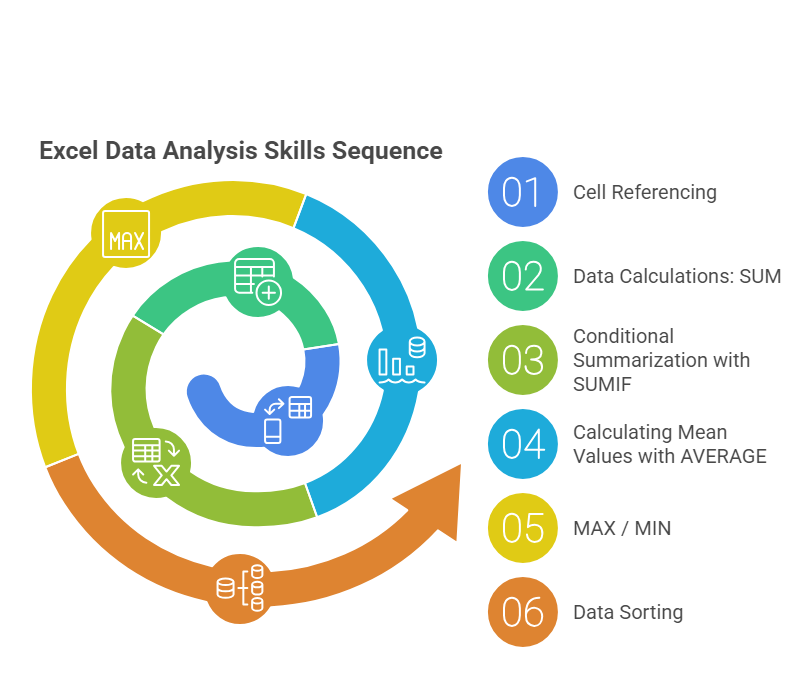 Excel Data Analysis Skills Sequence
MAX
01
Cell Referencing
02
Data Calculations: SUM
03
Conditional
Summarization with
SUMIF
04
Calculating Mean
Values with AVERAGE
05
MAX / MIN
06
Data Sorting